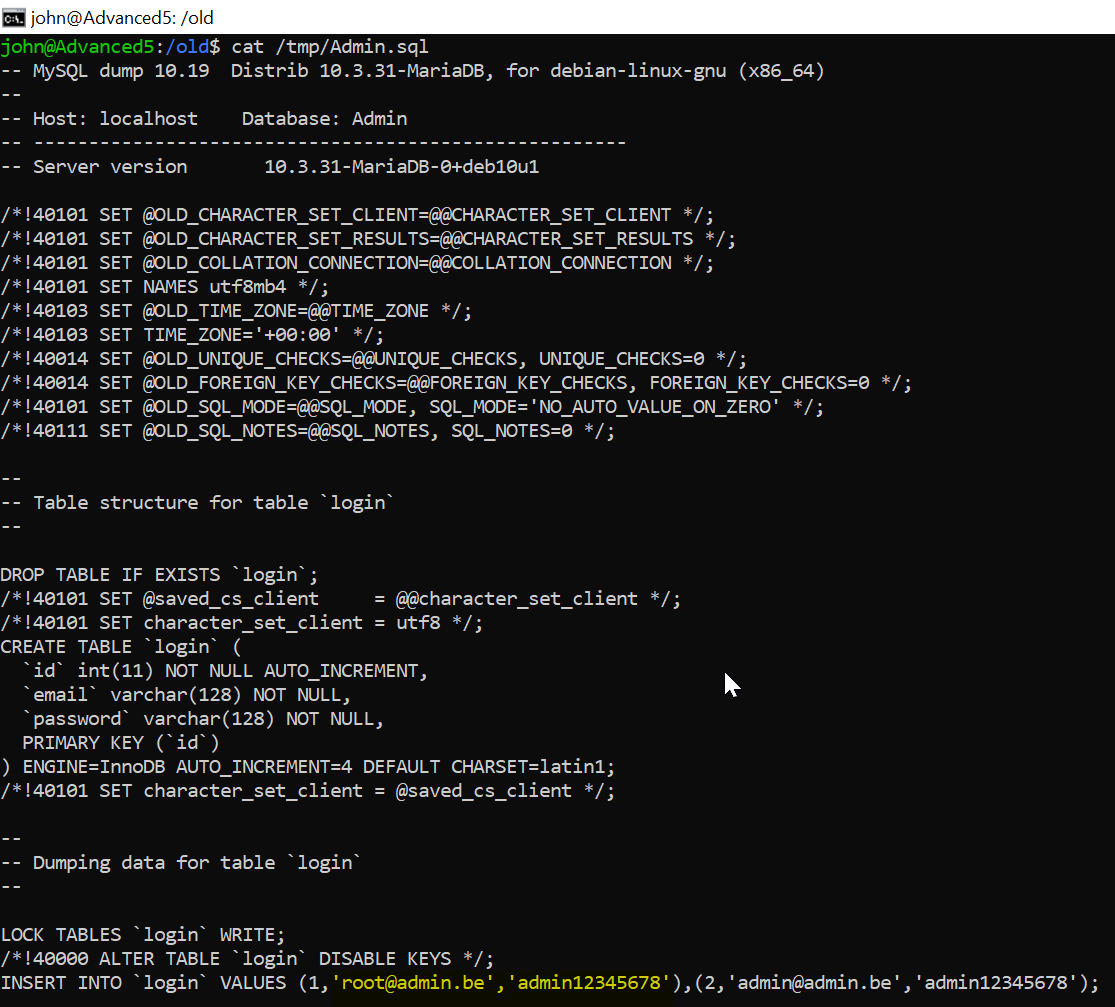 john@Advanced5: /old
john@Advanced5:/old$ cat /tmp/Admin.sql
-- MySQL dump 10.19  Distrib 10.3.31-MariaDB, for debian-linux-gnu (x86_64)
--
-- Host: localhost    Database: Admin
-- ------------------------------------------------------
-- Server version       10.3.31-MariaDB-0+deb10u1
/*!40101 SET @OLD_CHARACTER_SET_CLIENT=@@CHARACTER_SET_CLIENT */;
/*!40101 SET @OLD_CHARACTER_SET_RESULTS=@@CHARACTER_SET_RESULTS */;
/*!40101 SET @OLD_COLLATION_CONNECTION=@@COLLATION_CONNECTION */;
/*!40101 SET NAMES utf8mb4 */;
/*!40103 SET @OLD_TIME_ZONE=@@TIME_ZONE */;
/*!40103 SET TIME_ZONE='+00:00' */;
/*!40014 SET @OLD_UNIQUE_CHECKS=@@UNIQUE_CHECKS, UNIQUE_CHECKS=0 */;
/*!40014 SET @OLD_FOREIGN_KEY_CHECKS=@@FOREIGN_KEY_CHECKS, FOREIGN_KEY_CHECKS=0 */;
/*!40101 SET @OLD_SQL_MODE=@@SQL_MODE, SQL_MODE='NO_AUTO_VALUE_ON_ZERO' */;
/*!40111 SET @OLD_SQL_NOTES=@@SQL_NOTES, SQL_NOTES=0 */;
--
-- Table structure for table `login`
--
DROP TABLE IF EXISTS `login`;
/*!40101 SET @saved_cs_client     = @@character_set_client */;
/*!40101 SET character_set_client = utf8 */;
CREATE TABLE `login` (
  `id` int(11) NOT NULL AUTO_INCREMENT,
  `email` varchar(128) NOT NULL,
  `password` varchar(128) NOT NULL,
  PRIMARY KEY (`id`)
) ENGINE=InnoDB AUTO_INCREMENT=4 DEFAULT CHARSET=latin1;
/*!40101 SET character_set_client = @saved_cs_client */;
--
-- Dumping data for table `login`
--
LOCK TABLES `login` WRITE;
/*!40000 ALTER TABLE `login` DISABLE KEYS */;
INSERT INTO `login` VALUES (1,'root@admin.be','admin12345678'),(2,'admin@admin.be','admin12345678');